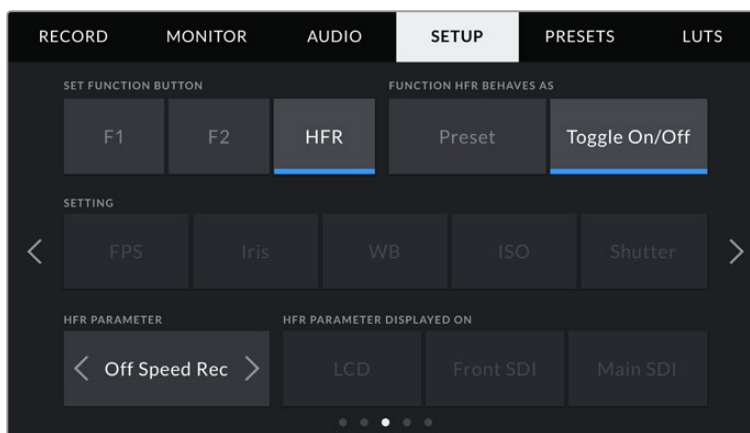 RECORD MONITOR AUDIO SETUP PRESETS LUTS
SET FUNCTION BUTTON FUNCTION HFR BEHAVES AS
F1 F2 HFR Preset Toggle On/Off
SETTING
FPS Iris WB ISO Shutter
HFR PARAMETER HFR PARAMETER DISPLAYED ON
Off Speed Rec LCD Front SDI Main SDI